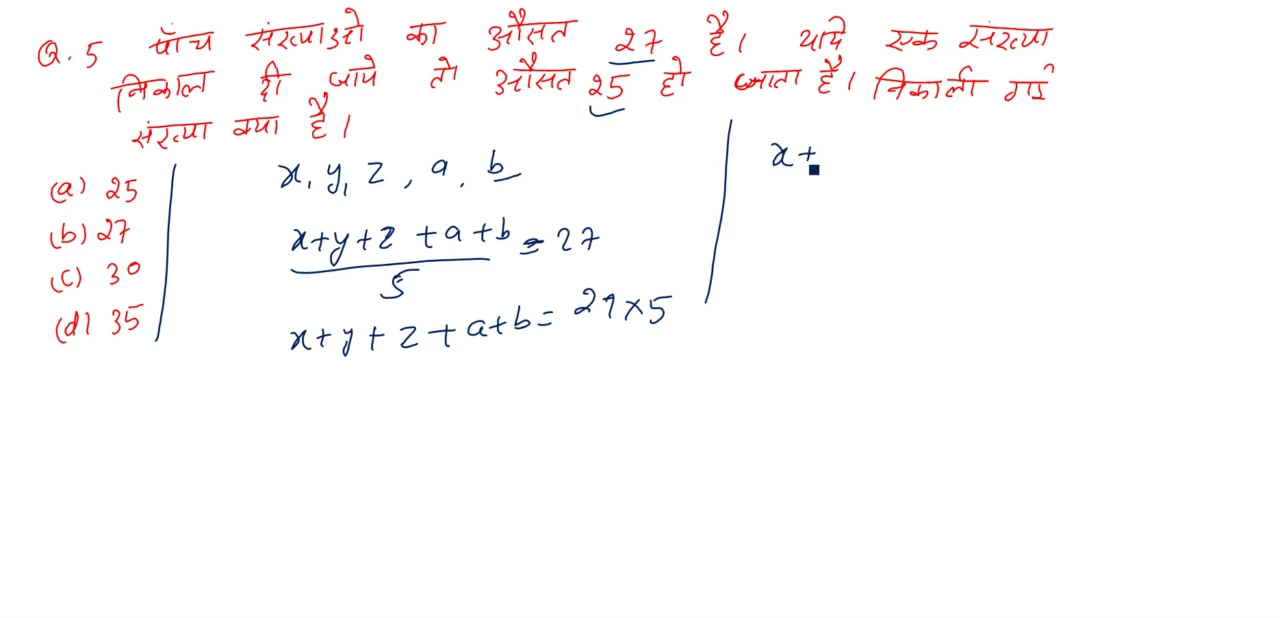 Q. 5 पाँच संख्याओ का औसत 27 है। यदि एक संख्या
निकाल दी जाये तो औसत 25 हो जाता है। निकाली गई
संख्या क्या है।
(a) 25
(b) 27
(c) 30
(d) 35
x, y, z, a, b
x+y+z+a+b = 27
5
x+y+z+a+b = 27×5
x+